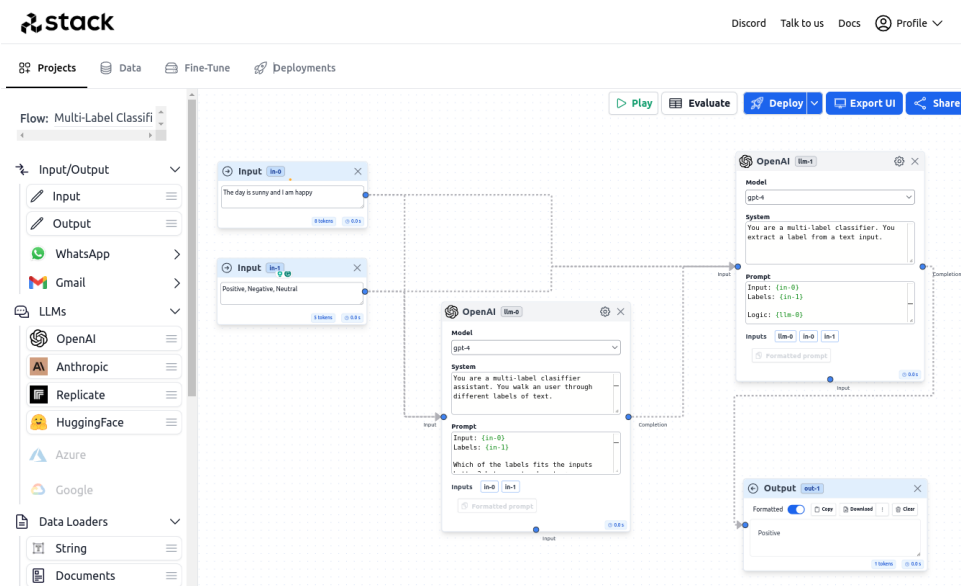 stack
Discord
Talk to us
Docs
Profile
Projects
Data
Fine-Tune
Deployments
Flow: Multi-Label Classifi
Play
Evaluate
Deploy
Export UI
Share
Input/Output
Input
Output
WhatsApp
Gmail
LLMs
OpenAI
Anthropic
Replicate
HuggingFace
Azure
Google
Data Loaders
String
Documents
Input in-0
The day is sunny and I am happy
8 tokens 0.0 s
Input in-1
Positive, Negative, Neutral
0.0 s
OpenAI llm-0
Model
gpt-4
System
You are a multi-label clasiffier
assistant. You walk an user through
different labels of text.
Prompt
Input: {in-0}
Labels: {in-1}
Which of the labels fits the inputs
Inputs in-0 in-1
Formatted prompt
0.0 s
Input
Completion
Input
OpenAI llm-1
Model
gpt-4
System
You are a multi-label classifier. You
extract a label from a text input.
Prompt
Input: {in-0}
Labels: {in-1}
Logic: {llm-0}
Inputs llm-0 in-0 in-1
Formatted prompt
0.0 s
Input
Completion
Input
Output out-1
Formatted
Copy
Download
Clear
Positive
1 tokens 0.0 s